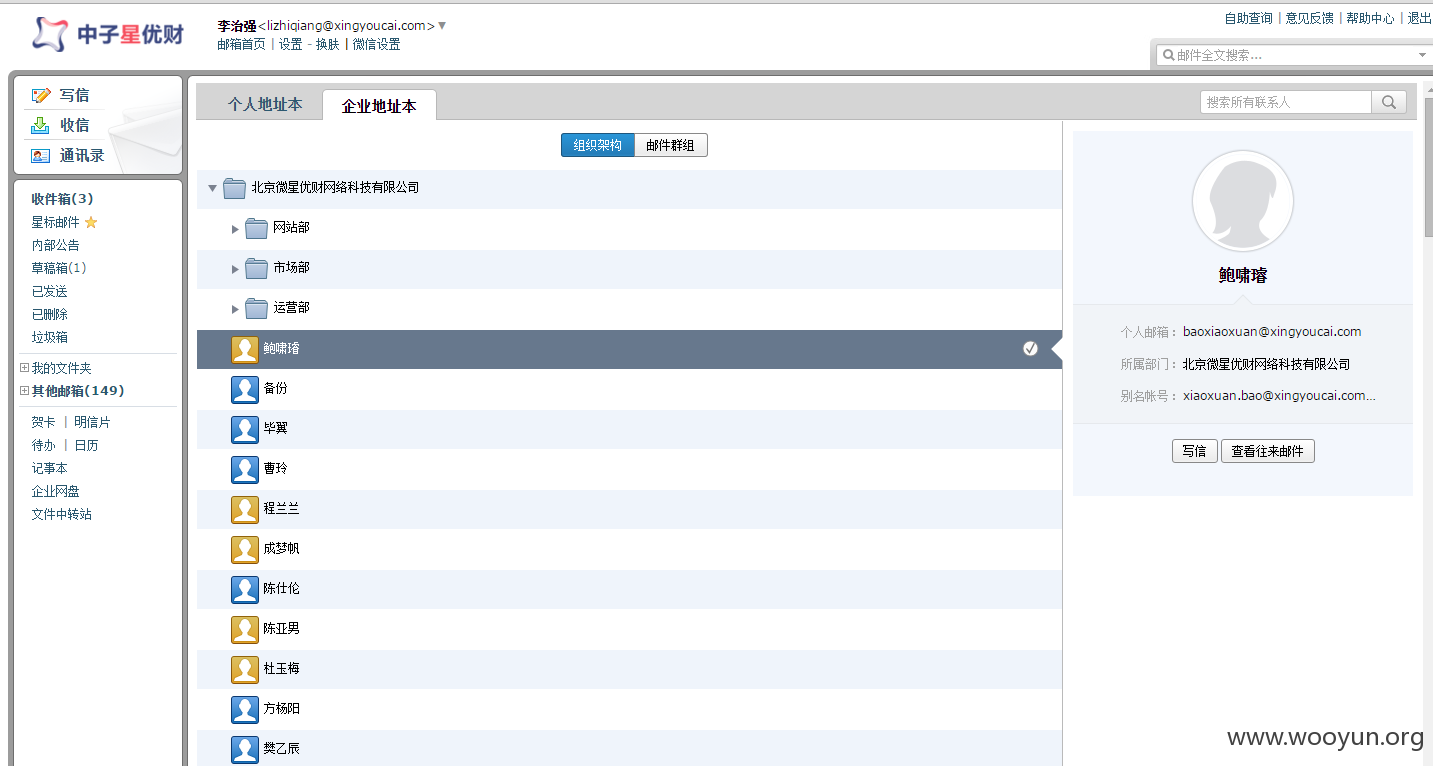 中子星优财
李治强<lizhiqiang@xingyoucai.com>
邮箱首页 | 设置 - 换肤 | 微信设置
自助查询 | 意见反馈 | 帮助中心 | 退出
邮件全文搜索...
写信
收信
通讯录
收件箱(3)
星标邮件
内部公告
草稿箱(1)
已发送
已删除
垃圾箱
我的文件夹
其他邮箱(149)
贺卡 | 明信片
待办 | 日历
记事本
企业网盘
文件中转站
个人地址本
企业地址本
搜索所有联系人
组织架构
邮件群组
北京微星优财网络科技有限公司
网站部
市场部
运营部
鲍啸璿
备份
毕翼
曹玲
程兰兰
成梦帆
陈仕伦
陈亚男
杜玉梅
方杨阳
樊乙辰
鲍啸璿
个人邮箱： baoxiaoxuan@xingyoucai.com
所属部门： 北京微星优财网络科技有限公司
别名帐号： xiaoxuan.bao@xingyoucai.com...
写信
查看往来邮件
www.wooyun.org